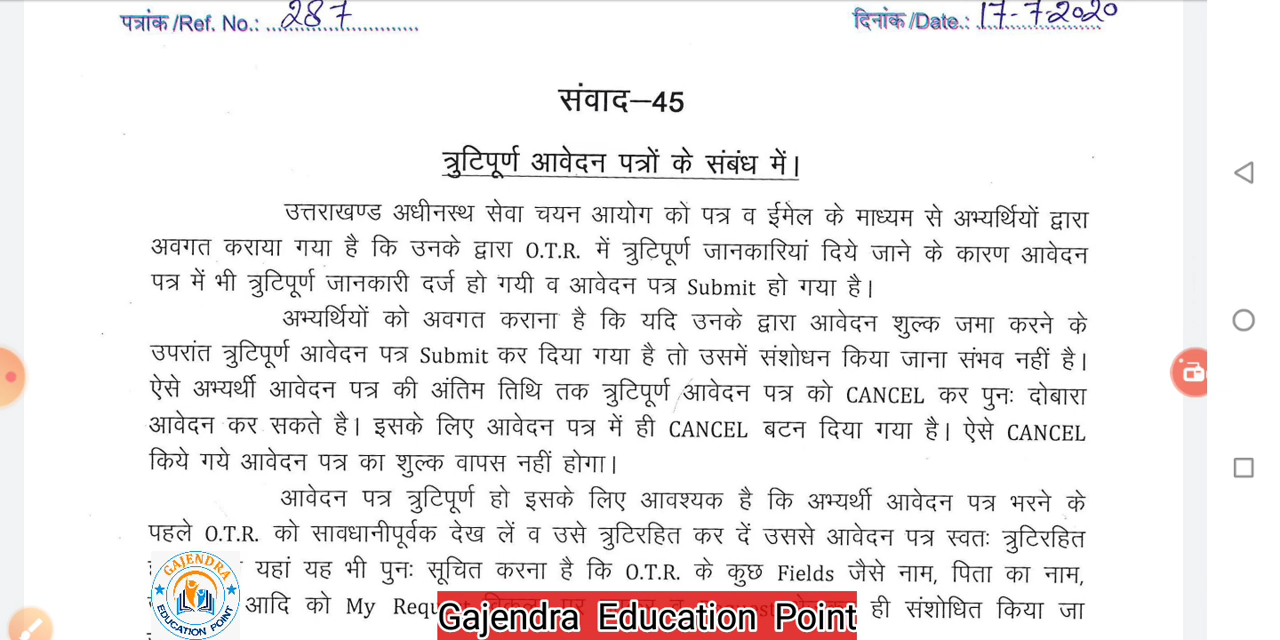 पत्रांक /Ref. No.: 287
दिनांक /Date.: 17-7-2020
संवाद–45
त्रुटिपूर्ण आवेदन पत्रों के संबंध में।
उत्तराखण्ड अधीनस्थ सेवा चयन आयोग को पत्र व ईमेल के माध्यम से अभ्यर्थियों द्वारा
अवगत कराया गया है कि उनके द्वारा O.T.R. में त्रुटिपूर्ण जानकारियां दिये जाने के कारण आवेदन
पत्र में भी त्रुटिपूर्ण जानकारी दर्ज हो गयी व आवेदन पत्र Submit हो गया है।
अभ्यर्थियों को अवगत कराना है कि यदि उनके द्वारा आवेदन शुल्क जमा करने के
उपरांत त्रुटिपूर्ण आवेदन पत्र Submit कर दिया गया है तो उसमें संशोधन किया जाना संभव नहीं है।
ऐसे अभ्यर्थी आवेदन पत्र की अंतिम तिथि तक त्रुटिपूर्ण आवेदन पत्र को CANCEL कर पुनः दोबारा
आवेदन कर सकते है। इसके लिए आवेदन पत्र में ही CANCEL बटन दिया गया है। ऐसे CANCEL
किये गये आवेदन पत्र का शुल्क वापस नहीं होगा।
आवेदन पत्र त्रुटिपूर्ण हो इसके लिए आवश्यक है कि अभ्यर्थी आवेदन पत्र भरने के
पहले O.T.R. को सावधानीपूर्वक देख लें व उसे त्रुटिरहित कर दें उससे आवेदन पत्र स्वतः त्रुटिरहित
यहां यह भी पुनः सूचित करना है कि O.T.R. के कुछ Fields जैसे नाम, पिता का नाम,
आदि को My ही संशोधित किया जा
GAJENDRA
EDUCATION POINT
Gajendra Education Point